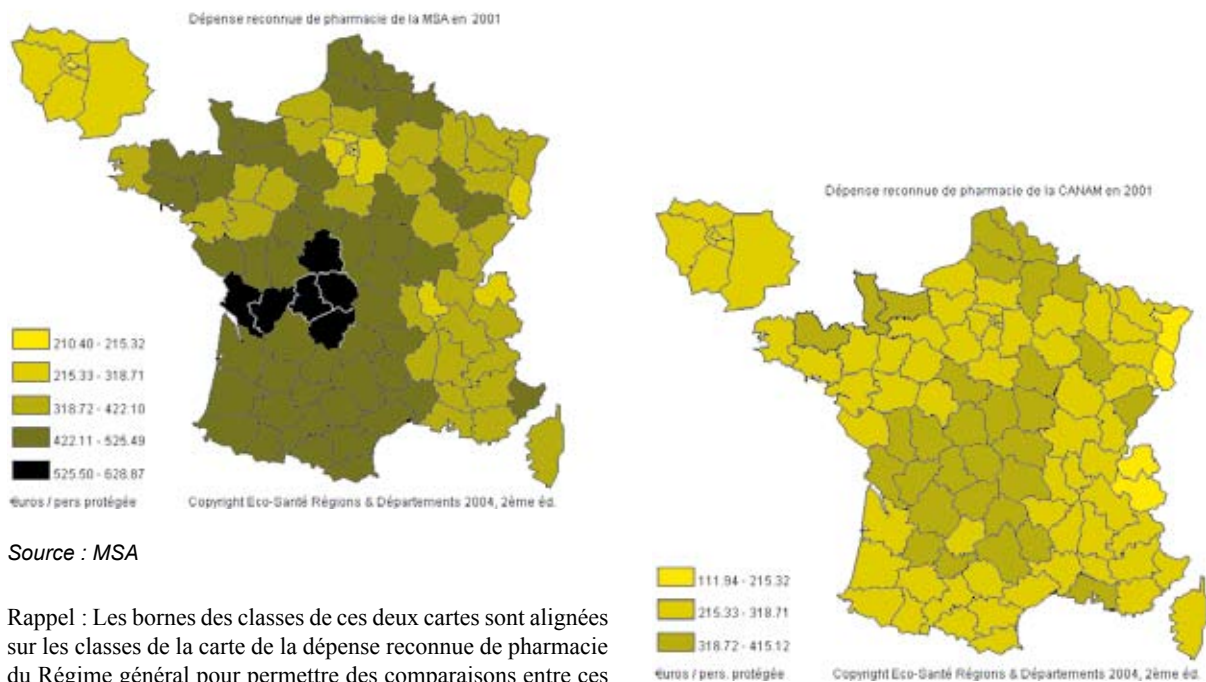 Dépense reconnue de pharmacie de la MSA en 2001
210.40 - 215.32
215.33 - 318.71
318.72 - 422.10
422.11 - 525.49
525.50 - 628.87
€uros / pers protégée
Copyright Eco-Santé Régions & Départements 2004, 2ème éd.
Source : MSA
Rappel : Les bornes des classes de ces deux cartes sont alignées
sur les classes de la carte de la dépense reconnue de pharmacie
du Régime général pour permettre des comparaisons entre ces
Dépense reconnue de pharmacie de la CANAM en 2001
111.94 - 215.32
215.33 - 318.71
318.72 - 415.12
€uros / pers. protégée
Copyright Eco-Santé Régions & Départements 2004, 2ème éd.